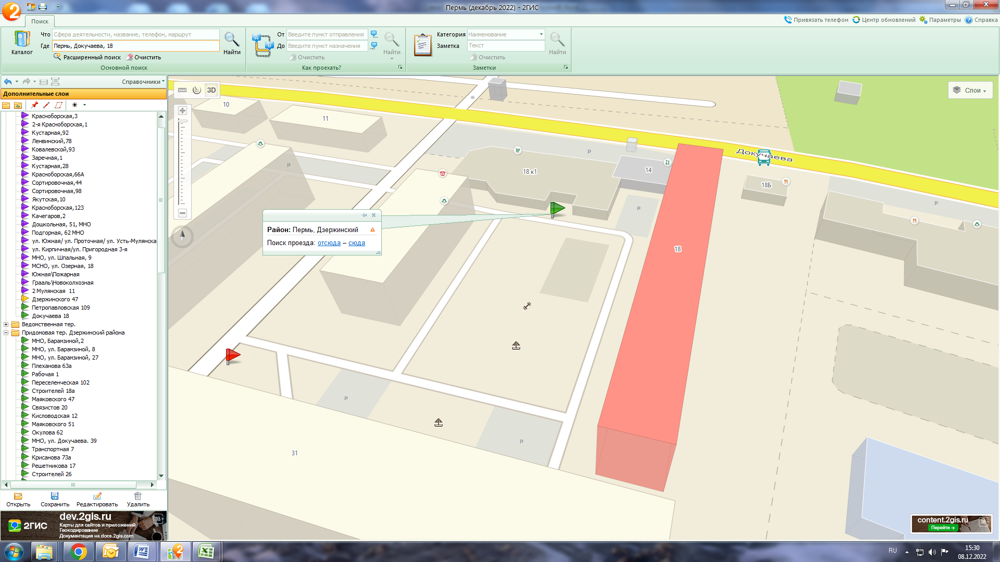 Пермь (декабрь 2022) - 2ГИС
Поиск
Привязать телефон
Центр обновлений
Параметры
Справка
Каталог
Что
Сфера деятельности, название, телефон, маршрут
Где
Пермь, Докучаева, 18
Расширенный поиск
Очистить
Найти
Основной поиск
От
Введите пункт отправления
До
Введите пункт назначения
Очистить
Найти
Как проехать?
Категория
Наименование
Заметка
Текст
Очистить
Найти
Заметки
Справочники
Дополнительные слои
Красноборская,3
2-я Красноборская,1
Кустарная,92
Ленвинский,78
Ковалевской,93
Заречная,1
Кустарная,28
Красноборская,66А
Сортировочная,44
Сортировочная,98
Якутская,10
Красноборская,123
Качегаров,2
Дошкольная, 51, МНО
Подгорная, 62 МНО
ул. Южная/ ул. Проточная/ ул. Усть-Мулянска
ул. Кирпичная/ул. Пригородная 3-я
МНО, ул. Шпальная, 9
МСНО, ул. Озерная, 18
Южная\Пожарная
Грааль\Новоколхозная
2 Мулянская 11
Дзержинского 47
Петропавловская 109
Докучаева 18
Ведомственная тер.
Придомовая тер. Дзержинский района
МНО, Барамзиной,2
МНО, ул. Барамзиной, 8
МНО, ул. Барамзиной, 27
Плеханова 63а
Рабочая 1
Переселенческая 102
Строителей 18а
Маяковского 47
Связистов 20
Кисловодская 12
Маяковского 51
Окулова 62
МНО, ул. Докучаева. 39
Транспортная 7
Крисанова 73а
Решетникова 17
Строителей 26
Открыть
Сохранить
Редактировать
Удалить
2ГИС
dev.2gis.ru
18+
Карты для сайтов и приложений
Геокодирование
Документация на docs.2gis.com
3D
Слои
10
11
P
18 к1
P
14
Докучаева
18Б
P
P
Район: Пермь, Дзержинский
Поиск проезда: отсюда – сюда
18
P
P
31
content.2gis.ru
18+
Перейти →
RU
15:30
08.12.2022